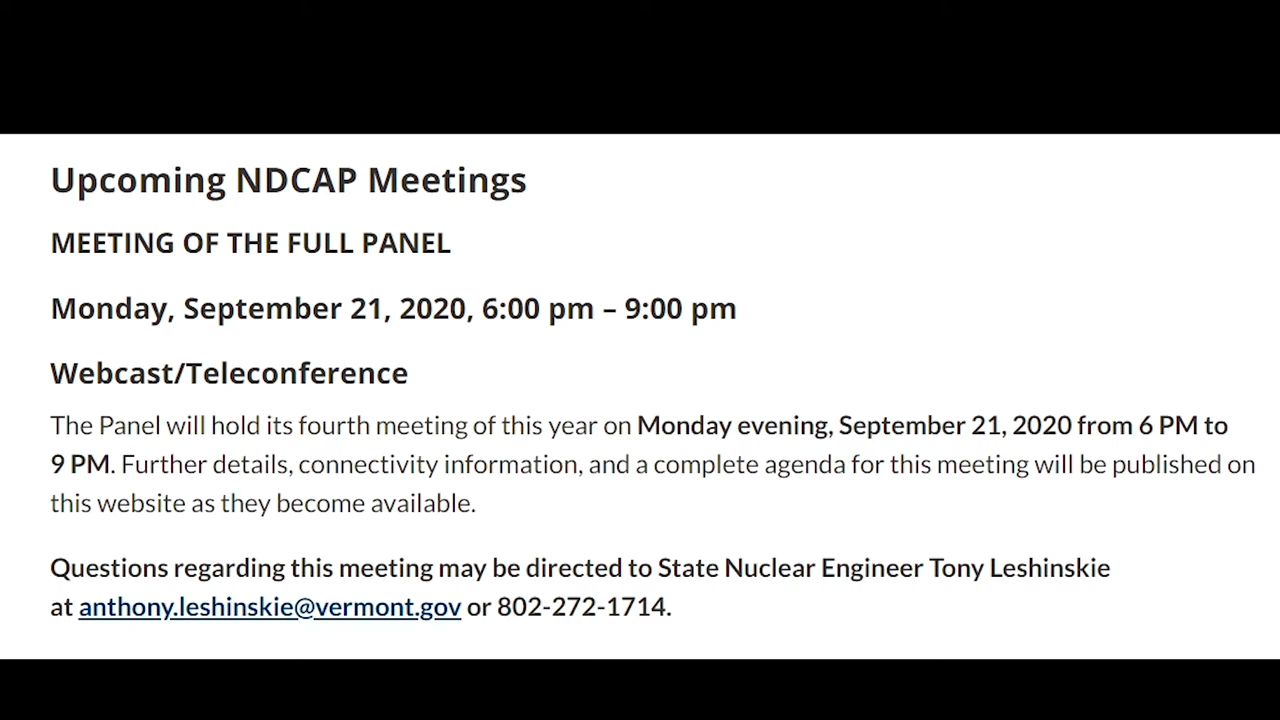 Upcoming NDCAP Meetings
MEETING OF THE FULL PANEL
Monday, September 21, 2020, 6:00 pm – 9:00 pm
Webcast/Teleconference
The Panel will hold its fourth meeting of this year on Monday evening, September 21, 2020 from 6 PM to
9 PM. Further details, connectivity information, and a complete agenda for this meeting will be published on
this website as they become available.
Questions regarding this meeting may be directed to State Nuclear Engineer Tony Leshinskie
at anthony.leshinskie@vermont.gov or 802-272-1714.